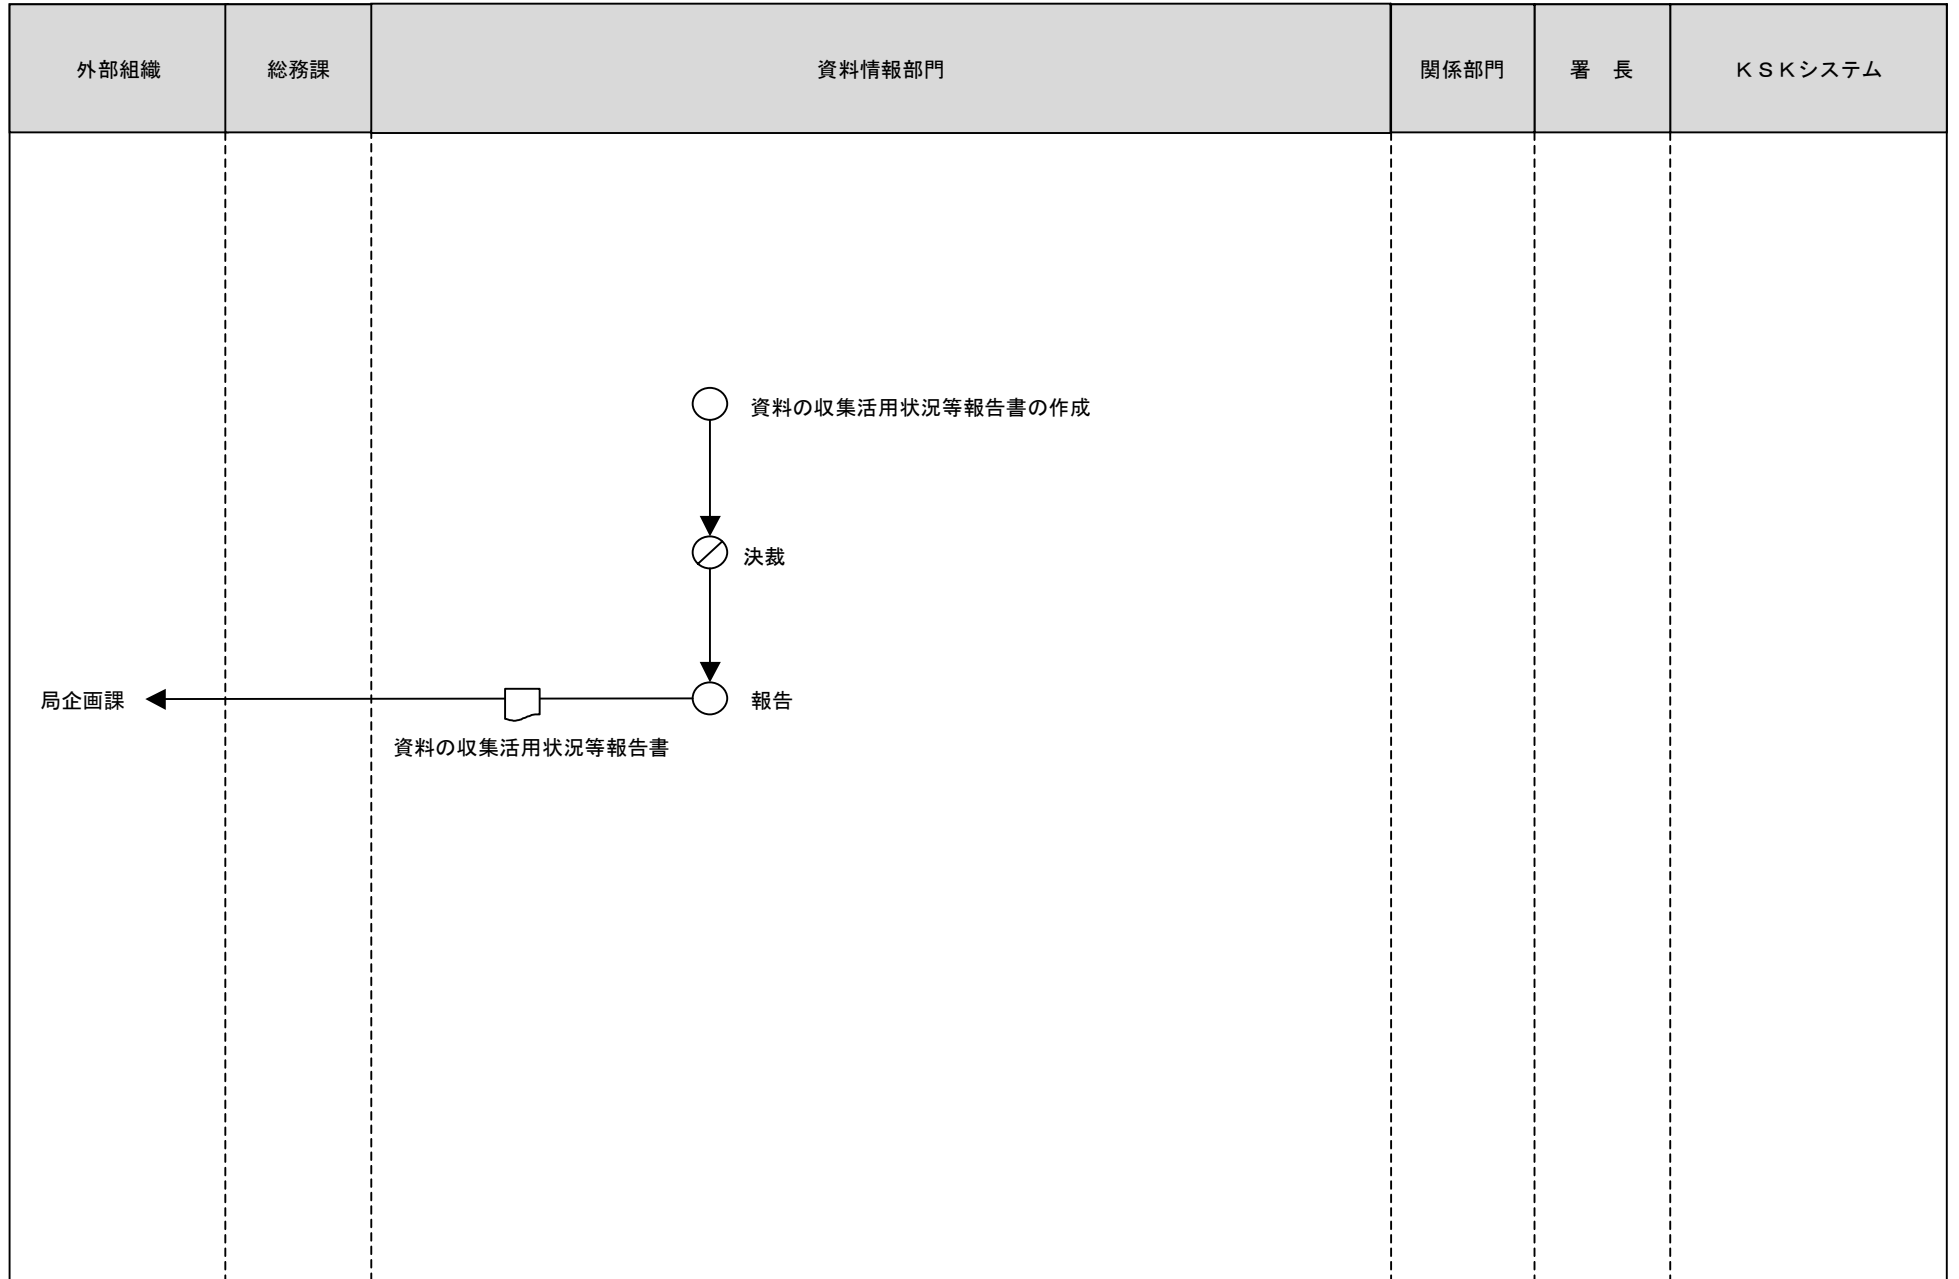 外部組織
総務課
資料情報部門
関係部門
署　長
ＫＳＫシステム
資料の収集活用状況等報告書の作成
決裁
局企画課
報告
資料の収集活用状況等報告書